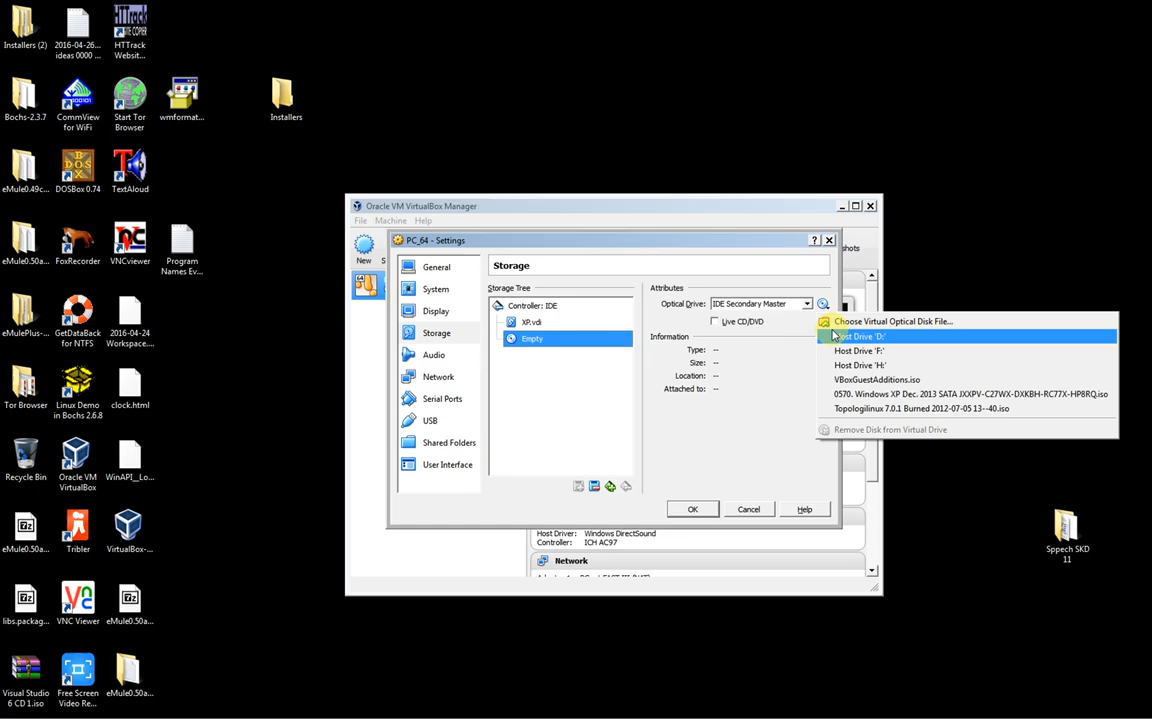 Installers (2)
2016-04-26...
ideas 0000 ...
HTTrack
Website Copier
HTTrack
Websit...
Bochs-2.3.7
CommView
for WiFi
Start Tor
Browser
wmformat...
Installers
eMule0.49c...
DOSBox 0.74
TextAloud
eMule0.50a...
FoxRecorder
VNCviewer
Program
Names Ev...
eMulePlus-...
GetDataBack
for NTFS
2016-04-24
Workspace...
Tor Browser
Linux Demo
in Bochs 2.6.8
clock.html
Recycle Bin
Oracle VM
VirtualBox
WinAPI__Lo...
eMule0.50a...
Tribler
VirtualBox-...
libs.packag...
VNC Viewer
eMule0.50a...
Visual Studio
6 CD 1.iso
Free Screen
Video Re...
eMule0.50a...
Sppech SKD
11
Oracle VM VirtualBox Manager
File Machine Help
New
PC_64 - Settings
General
System
Display
Storage
Audio
Network
Serial Ports
USB
Shared Folders
User Interface
Storage
Storage Tree
Controller: IDE
XP.vdi
Empty
Attributes
Optical Drive: IDE Secondary Master
Live CD/DVD
Information
Type: --
Size: --
Location: --
Attached to: --
OK Cancel Help
Choose Virtual Optical Disk File...
Host Drive 'D:'
Host Drive 'F:'
Host Drive 'H:'
VBoxGuestAdditions.iso
0570. Windows XP Dec. 2013 SATA JXXPV-C27WX-DXKBH-RC77X-HP8RQ.iso
Topologilinux 7.0.1 Burned 2012-07-05 13--40.iso
Remove Disk from Virtual Drive
Host Driver: Windows DirectSound
Controller: ICH AC97
Network